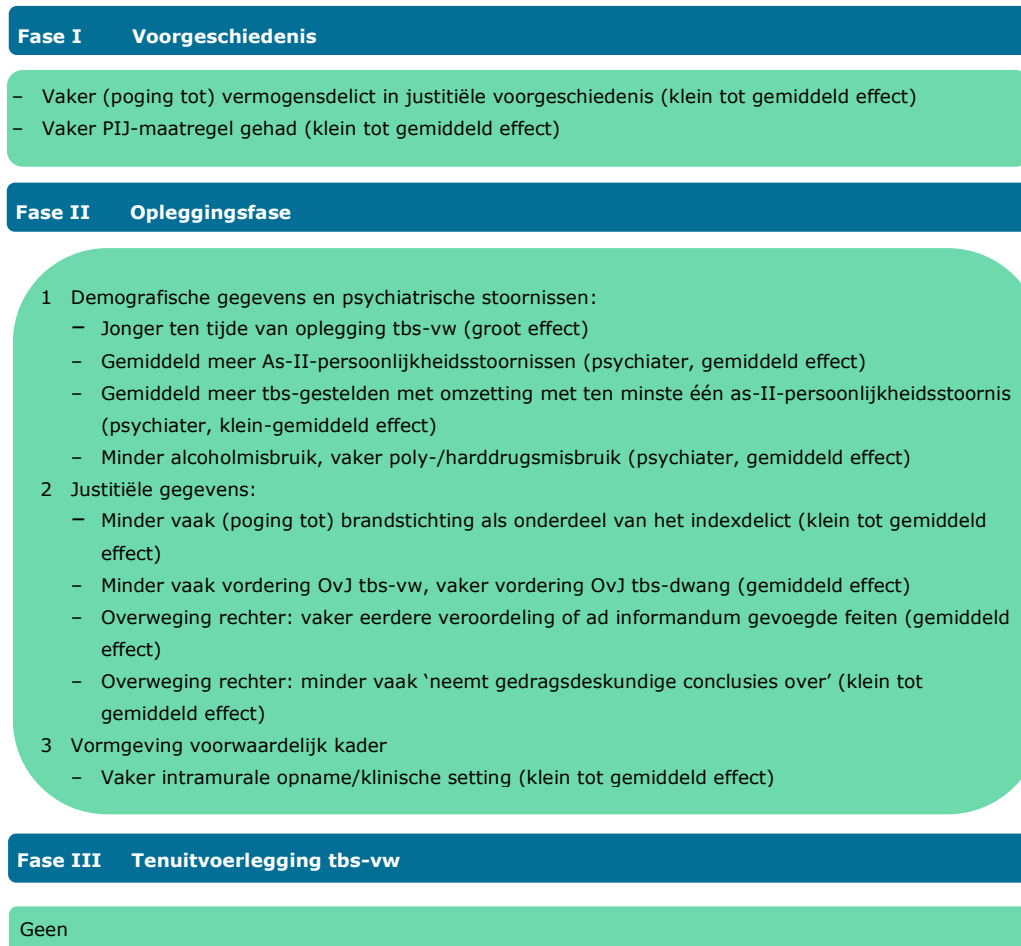 Fase I Voorgeschiedenis
– Vaker (poging tot) vermogensdelict in justitiële voorgeschiedenis (klein tot gemiddeld effect)
– Vaker PIJ-maatregel gehad (klein tot gemiddeld effect)
Fase II Opleggingsfase
1 Demografische gegevens en psychiatrische stoornissen:
– Jonger ten tijde van oplegging tbs-vw (groot effect)
– Gemiddeld meer As-II-persoonlijkheidsstoornissen (psychiater, gemiddeld effect)
– Gemiddeld meer tbs-gestelden met omzetting met ten minste één as-II-persoonlijkheidsstoornis
(psychiater, klein-gemiddeld effect)
– Minder alcoholmisbruik, vaker poly-/harddrugsmisbruik (psychiater, gemiddeld effect)
2 Justitiële gegevens:
– Minder vaak (poging tot) brandstichting als onderdeel van het indexdelict (klein tot gemiddeld
effect)
– Minder vaak vordering OvJ tbs-vw, vaker vordering OvJ tbs-dwang (gemiddeld effect)
– Overweging rechter: vaker eerdere veroordeling of ad informandum gevoegde feiten (gemiddeld
effect)
– Overweging rechter: minder vaak ‘neemt gedragsdeskundige conclusies over’ (klein tot
gemiddeld effect)
3 Vormgeving voorwaardelijk kader
– Vaker intramurale opname/klinische setting (klein tot gemiddeld effect)
Fase III Tenuitvoerlegging tbs-vw
Geen